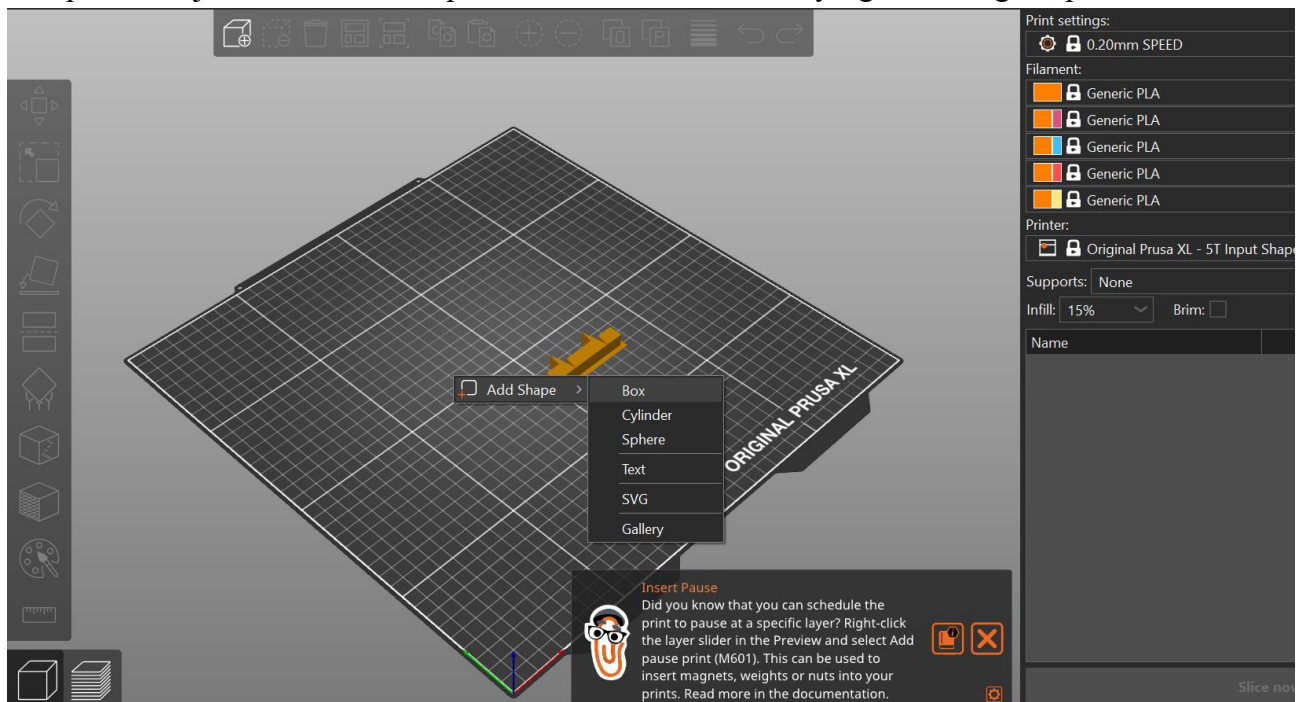 Print settings:
0.20mm SPEED
Filament:
Generic PLA
Generic PLA
Generic PLA
Generic PLA
Generic PLA
Printer:
Original Prusa XL - 5T Input Shape
Supports: None
Infill: 15% Brim:
Name
Add Shape
Box
Cylinder
Sphere
Text
SVG
Gallery
ORIGINAL PRUSA XL
Insert Pause
Did you know that you can schedule the
print to pause at a specific layer? Right-click
the layer slider in the Preview and select Add
pause print (M601). This can be used to
insert magnets, weights or nuts into your
prints. Read more in the documentation.
Slice now